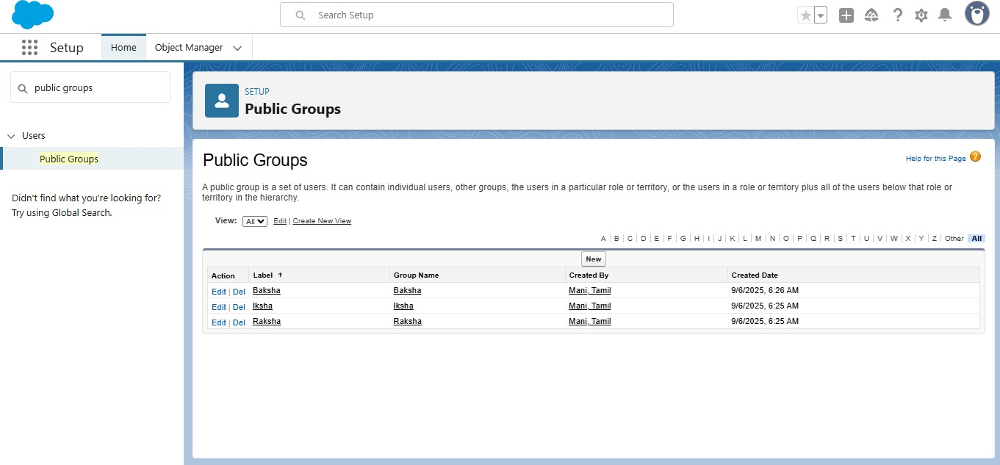 Search Setup
Setup Home Object Manager
public groups
SETUP
Public Groups
Users
Public Groups
Didn't find what you're looking for?
Try using Global Search.
Public Groups
Help for this Page ?
A public group is a set of users. It can contain individual users, other groups, the users in a particular role or territory, or the users in a role or territory plus all of the users below that role or
territory in the hierarchy.
View: All Edit | Create New View
A | B | C | D | E | F | G | H | I | J | K | L | M | N | O | P | Q | R | S | T | U | V | W | X | Y | Z | Other | All
New
Action Label ↑ Group Name Created By Created Date
Edit | Del Baksha Baksha Mani, Tamil 9/6/2025, 6:26 AM
Edit | Del Iksha Iksha Mani, Tamil 9/6/2025, 6:25 AM
Edit | Del Raksha Raksha Mani, Tamil 9/6/2025, 6:25 AM